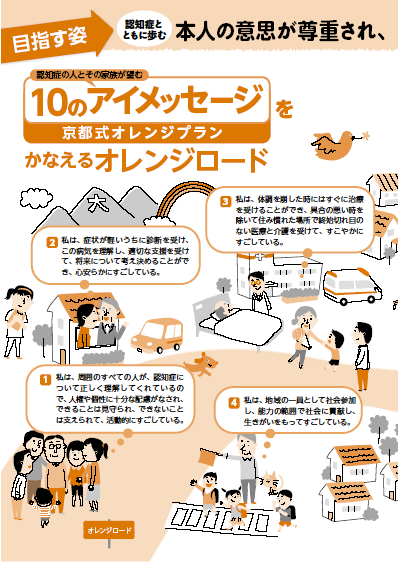 目指す姿
認知症と
ともに歩む
本人の意思が尊重され、
認知症の人とその家族が望む
10のアイメッセージを
京都式オレンジプラン
かなえるオレンジロード
大
3 私は、体調を崩した時にはすぐに治療
を受けることができ、具合の悪い時を
除いて住み慣れた場所で終始切れ目の
ない医療と介護を受けて、すこやかに
すごしている。
2 私は、症状が軽いうちに診断を受け、
この病気を理解し、適切な支援を受け
て、将来について考え決めることがで
き、心安らかにすごしている。
1 私は、周囲のすべての人が、認知症に
ついて正しく理解してくれているの
で、人権や個性に十分な配慮がなされ、
できることは見守られ、できないこと
は支えられて、活動的にすごしている。
4 私は、地域の一員として社会参加
し、能力の範囲で社会に貢献し、
生きがいをもってすごしている。
オレンジロード